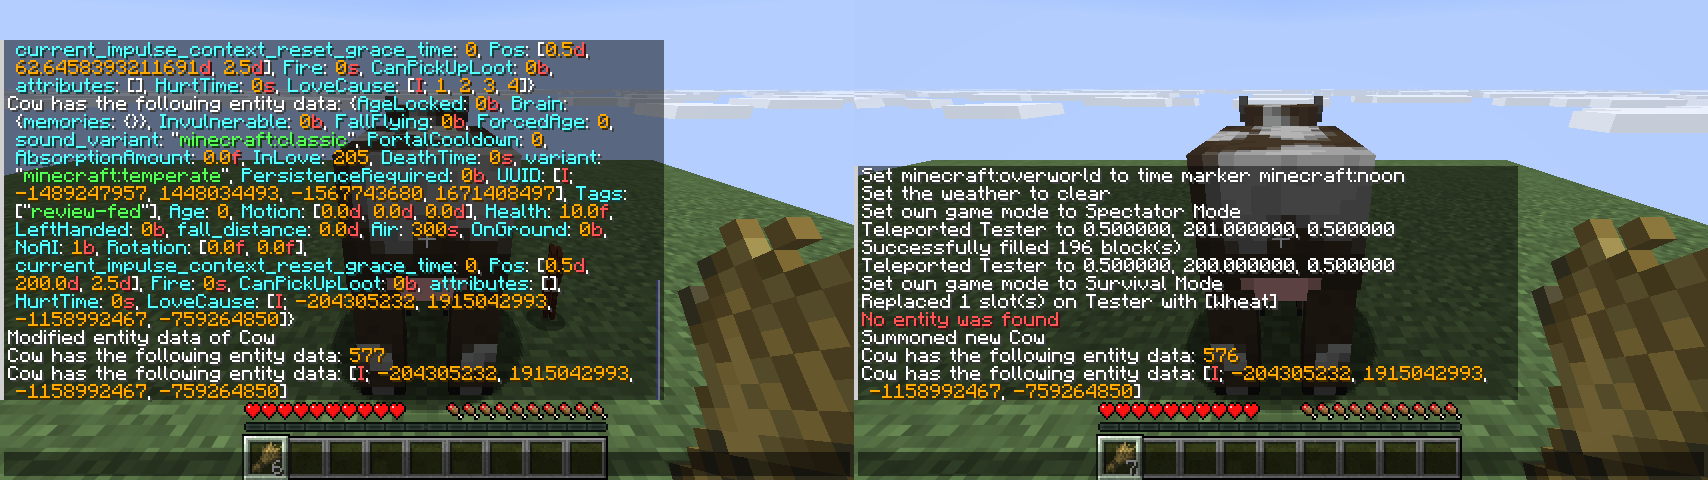 current_impulse_context_reset_grace_time: 0, Pos: [0.5d,
62.64583932116​91d, 2.5d], Fire: 0s, CanPickUpLoot: 0b,
attributes: [], HurtTime: 0s, LoveCause: [I; 1, 2, 3, 4]}
Cow has the following entity data: {AgeLocked: 0b, Brain:
{memories: {}}, Invulnerable: 0b, FallFlying: 0b, ForcedAge: 0,
sound_variant: "minecraft:classic", PortalCooldown: 0,
AbsorptionAmount: 0.0f, InLove: 205, DeathTime: 0s, variant:
"minecraft:temperate", PersistenceRequired: 0b, UUID: [I;
-1489247957, 1448034493, -1567743680, 1671408497], Tags:
["review-fed"], Age: 0, Motion: [0.0d, 0.0d, 0.0d], Health: 10.0f,
LeftHanded: 0b, fall_distance: 0.0d, Air: 300s, OnGround: 0b,
NoAI: 1b, Rotation: [0.0f, 0.0f],
current_impulse_context_reset_grace_time: 0, Pos: [0.5d,
200.0d, 2.5d], Fire: 0s, CanPickUpLoot: 0b, attributes: [],
HurtTime: 0s, LoveCause: [I; -204305232, 1915042993,
-1158992467, -759264850]}
Modified entity data of Cow
Cow has the following entity data: 577
Cow has the following entity data: [I; -204305232, 1915042993,
-1158992467, -759264850]
6
Set minecraft:overworld to time marker minecraft:noon
Set the weather to clear
Set own game mode to Spectator Mode
Teleported Tester to 0.500000, 201.000000, 0.500000
Successfully filled 196 block(s)
Teleported Tester to 0.500000, 200.000000, 0.500000
Set own game mode to Survival Mode
Replaced 1 slot(s) on Tester with [Wheat]
No entity was found
Summoned new Cow
Cow has the following entity data: 576
Cow has the following entity data: [I; -204305232, 1915042993,
-1158992467, -759264850]
7